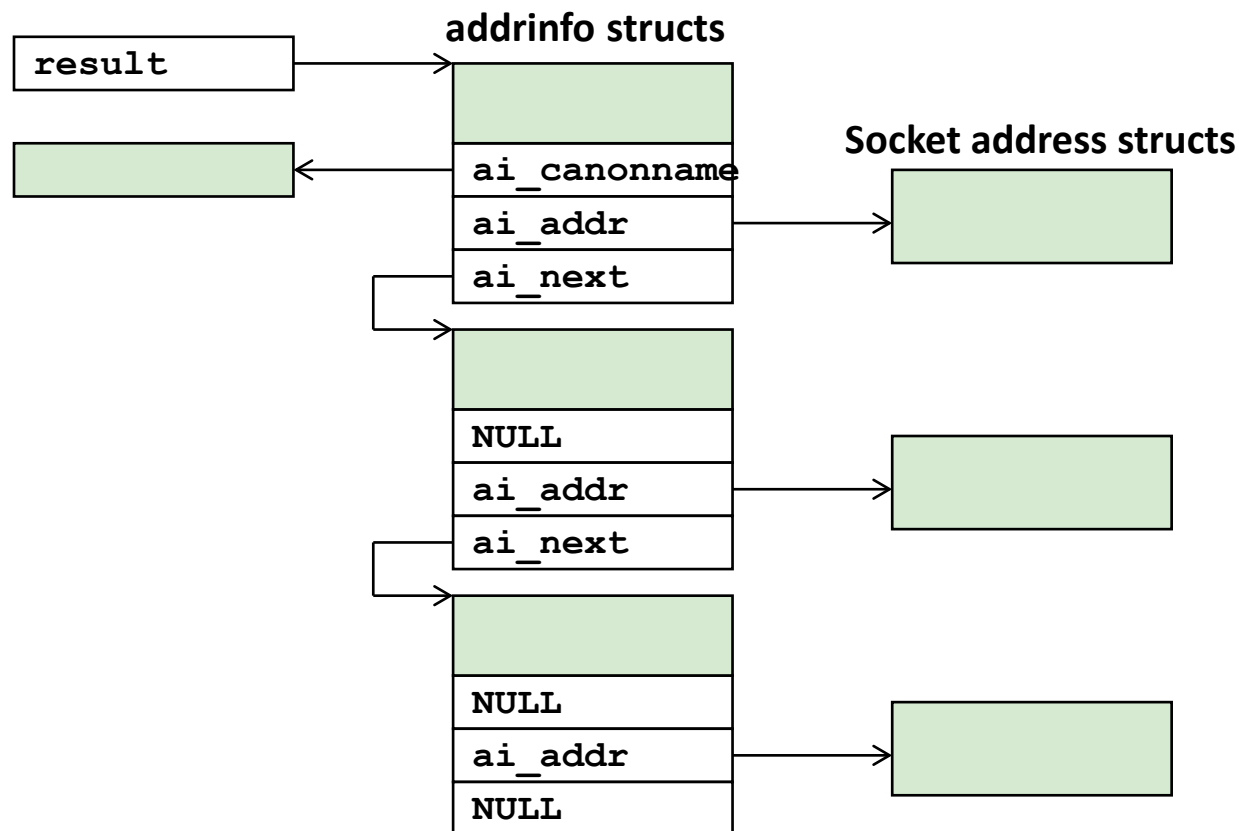 addrinfo structs
result
Socket address structs
ai_canonname
ai_addr
ai_next
NULL
ai_addr
ai_next
NULL
ai_addr
NULL